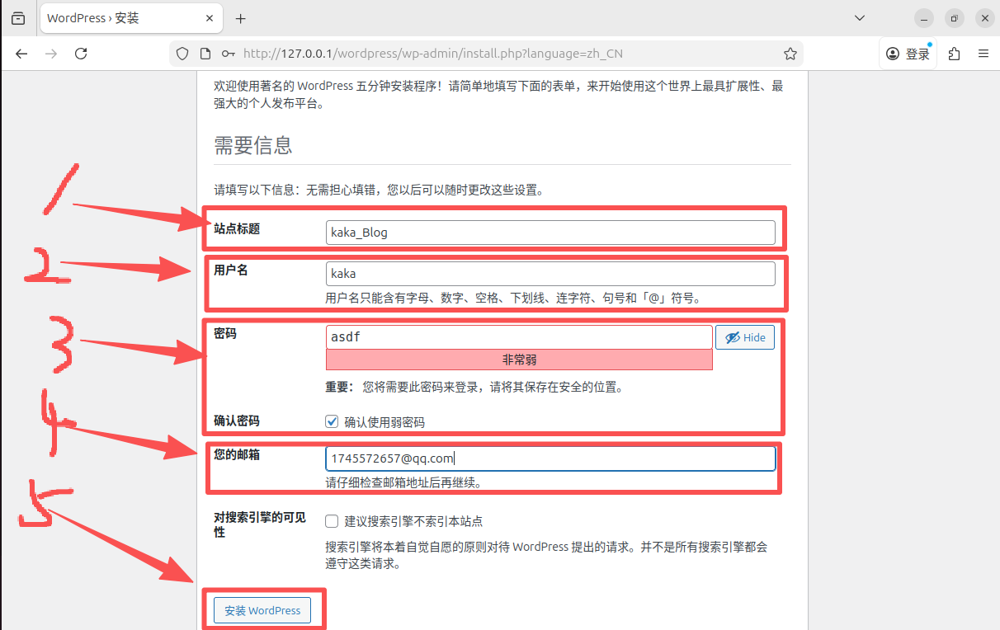 WordPress › 安装
http://127.0.0.1/wordpress/wp-admin/install.php?language=zh_CN
登录
欢迎使用著名的 WordPress 五分钟安装程序！请简单地填写下面的表单，来开始使用这个世界上最具扩展性、最
强大的个人发布平台。
需要信息
请填写以下信息：无需担心填错，您以后可以随时更改这些设置。
1
站点标题
kaka_Blog
2
用户名
kaka
用户名只能含有字母、数字、空格、下划线、连字符、句号和「@」符号。
3
密码
asdf
Hide
非常弱
重要： 您将需要此密码来登录，请将其保存在安全的位置。
4
确认密码
确认使用弱密码
您的邮箱
1745572657@qq.com
请仔细检查邮箱地址后再继续。
5
对搜索引擎的可见
性
建议搜索引擎不索引本站点
搜索引擎将本着自觉自愿的原则对待 WordPress 提出的请求。并不是所有搜索引擎都会
遵守这类请求。
安装 WordPress